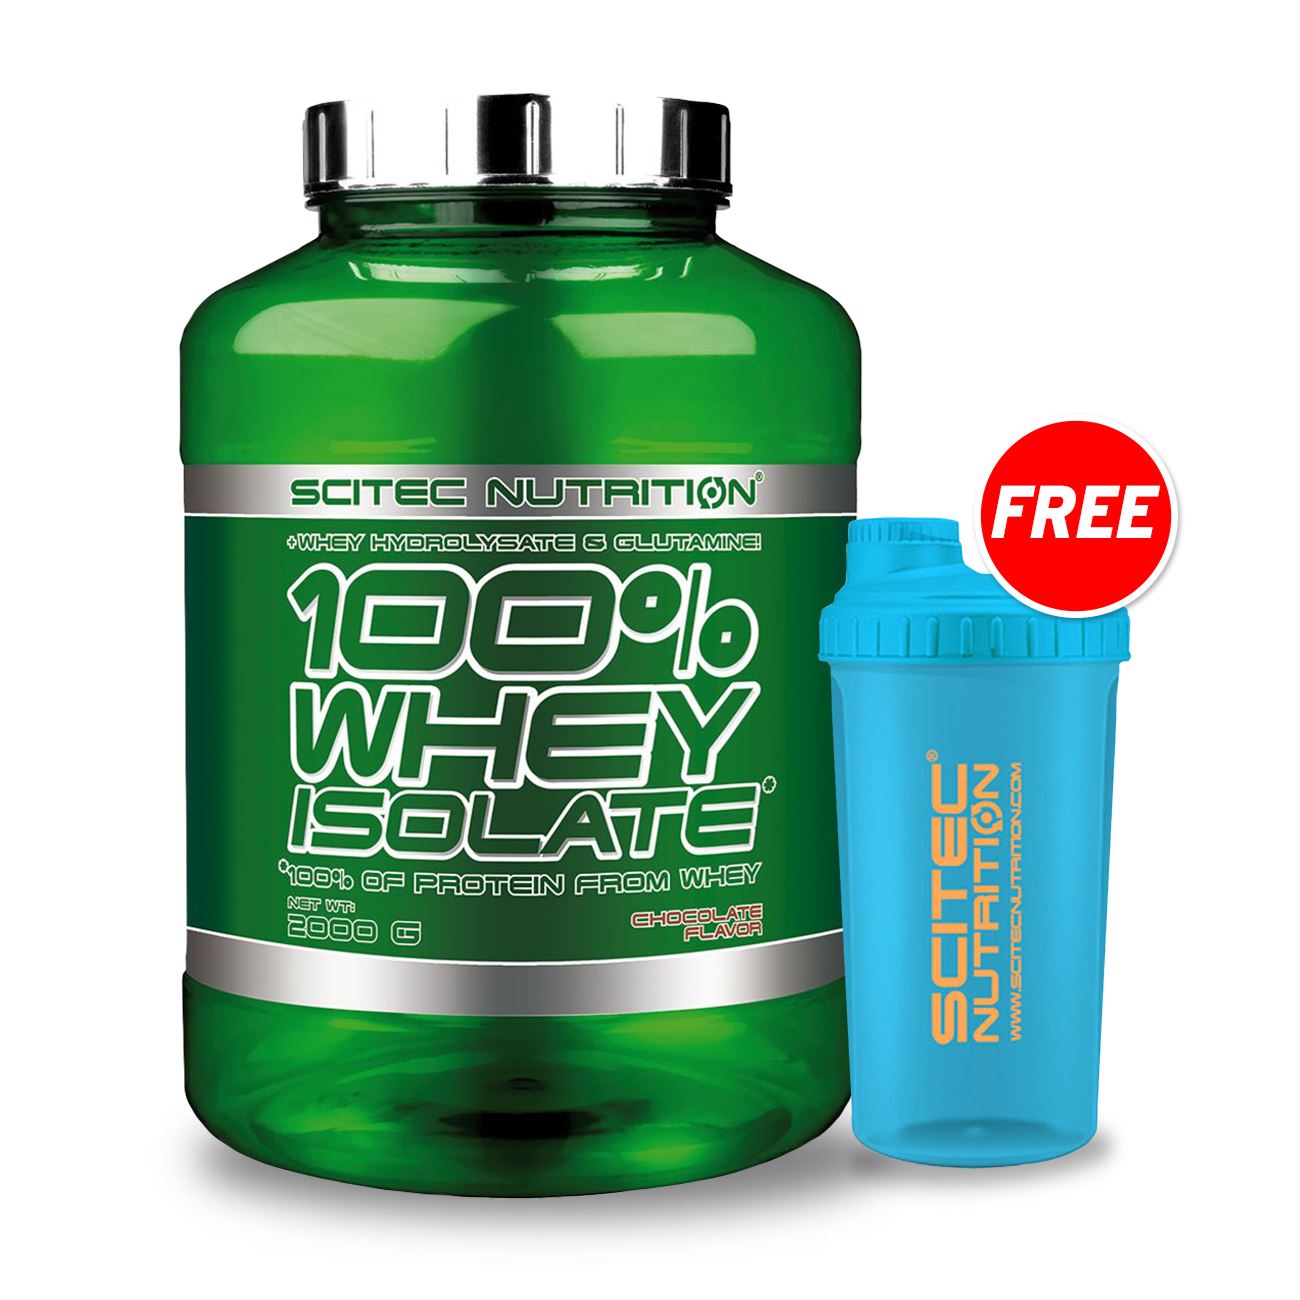 SCITEC NUTRITION®
+WHEY HYDROLYSATE & GLUTAMINE!
100%
WHEY
ISOLATE*
*100% OF PROTEIN FROM WHEY
NET WT:
2000 G
CHOCOLATE
FLAVOR
FREE
SCITEC®
NUTRITION
WWW.SCITECNUTRITION.COM